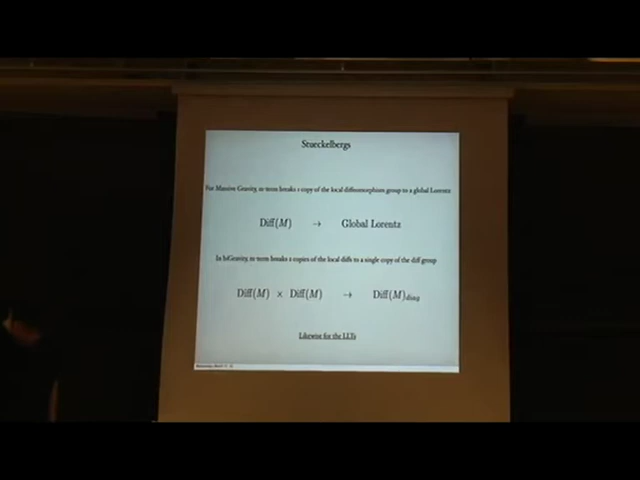 Stueckelbergs
For Massive Gravity, m term breaks 1 copy of the local diffeomorphism group to a global Lorentz
Diff(M) → Global Lorentz
In biGravity, m term breaks 2 copies of the local diffs to a single copy of the diff group
Diff(M) × Diff(M) → Diff(M)diag
Likewise for the LLTs